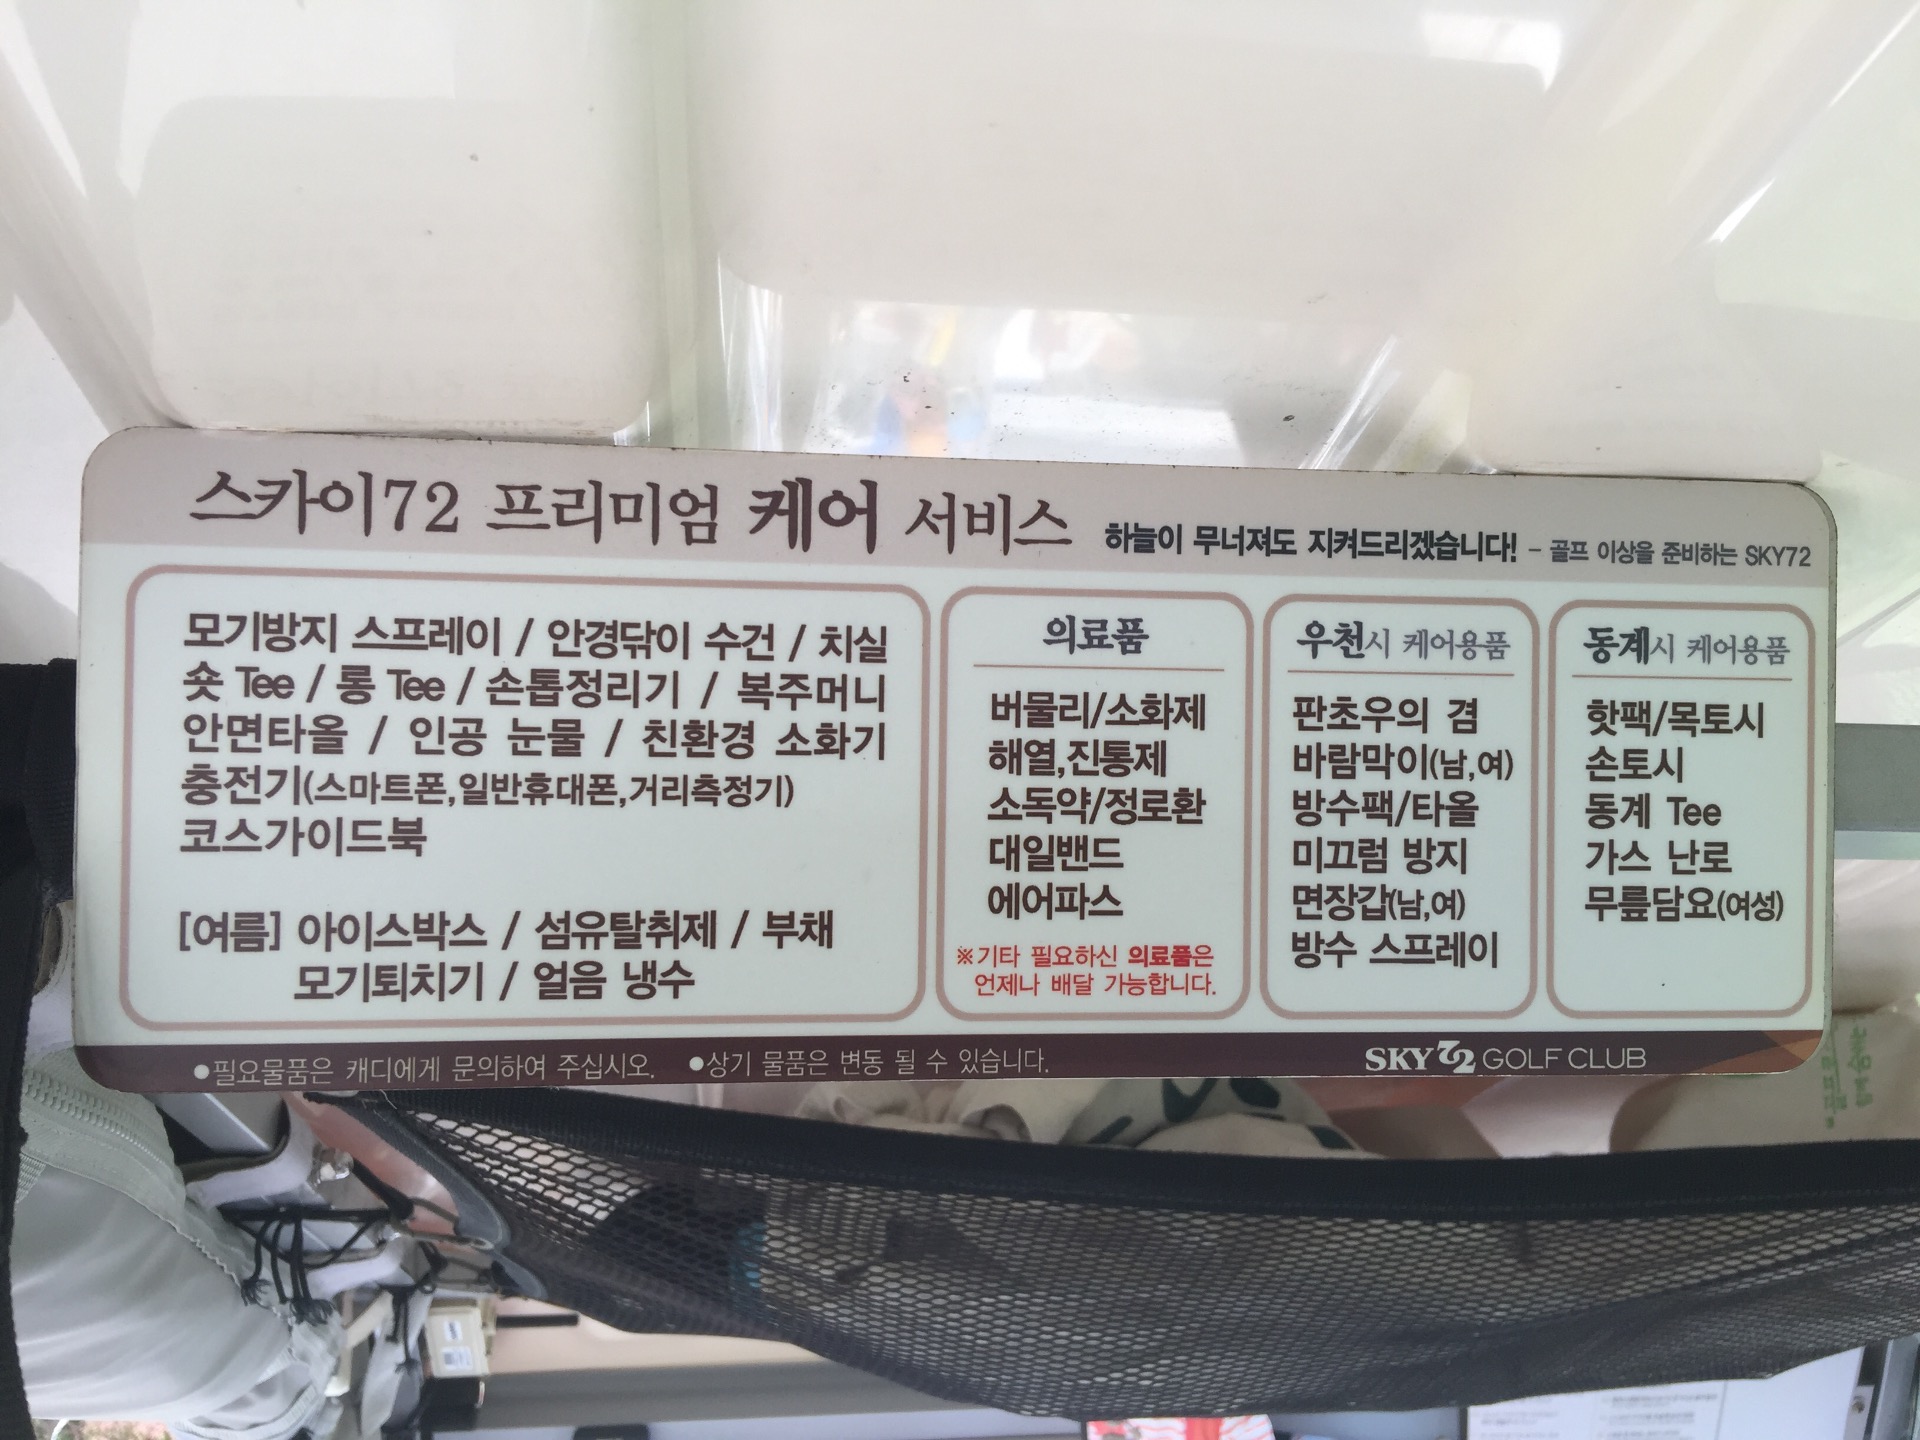 스카이72 프리미엄 케어 서비스 하늘이 무너져도 지켜드리겠습니다! - 골프 이상을 준비하는 SKY72
모기방지 스프레이 / 안경닦이 수건 / 치실
숏 Tee / 롱 Tee / 손톱정리기 / 복주머니
안면타올 / 인공 눈물 / 친환경 소화기
충전기(스마트폰,일반휴대폰,거리측정기)
코스가이드북
[여름] 아이스박스 / 섬유탈취제 / 부채
모기퇴치기 / 얼음 냉수
의료품
버물리/소화제
해열,진통제
소독약/정로환
대일밴드
에어파스
※기타 필요하신 의료품은
언제나 배달 가능합니다.
우천시 케어용품
판초우의 겸
바람막이(남,여)
방수팩/타올
미끄럼 방지
면장갑(남,여)
방수 스프레이
동계시 케어용품
핫팩/목토시
손토시
동계 Tee
가스 난로
무릎담요(여성)
●필요물품은 캐디에게 문의하여 주십시오. ●상기 물품은 변동 될 수 있습니다.
SKY72 GOLF CLUB